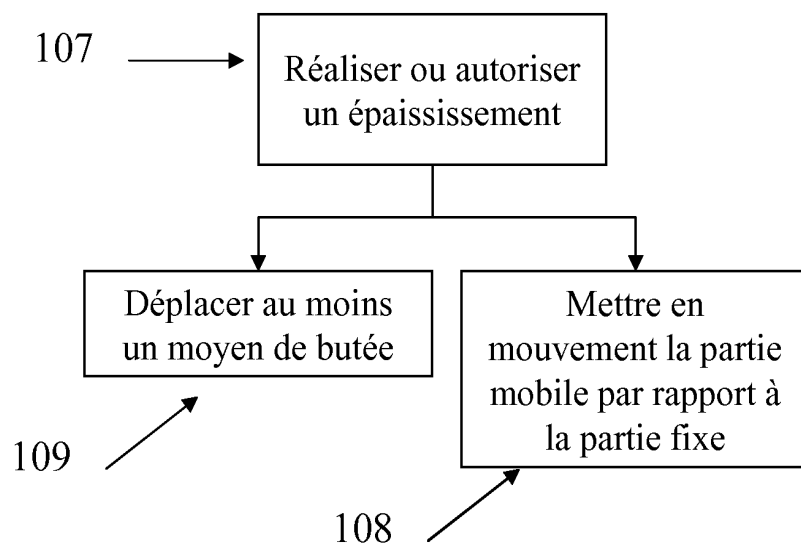 107
Réaliser ou autoriser
un épaississement
Déplacer au moins
un moyen de butée
109
Mettre en
mouvement la partie
mobile par rapport à
la partie fixe
108